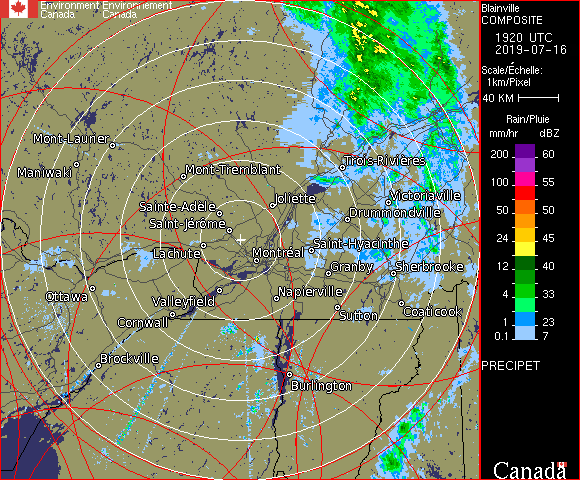 Environment Environnement
Canada Canada
Mont-Laurier
Maniwaki
Mont-Tremblant
Trois-Rivières
Sainte-Adèle
Joliette
Victoriaville
Saint-Jérôme
Drummondville
Lachute
Montréal
Saint-Hyacinthe
Granby
Sherbrooke
Ottawa
Valleyfield
Napierville
Cornwall
Sutton
Coaticook
Brockville
Burlington
Blainville
COMPOSITE
1920 UTC
2019-07-16
Scale/Échelle:
1km/Pixel
40 KM
Rain/Pluie
mm/hr dBZ
200 60
100 55
50 50
24 45
12 40
4 33
1 23
0.1 7
PRECIPET
Canada